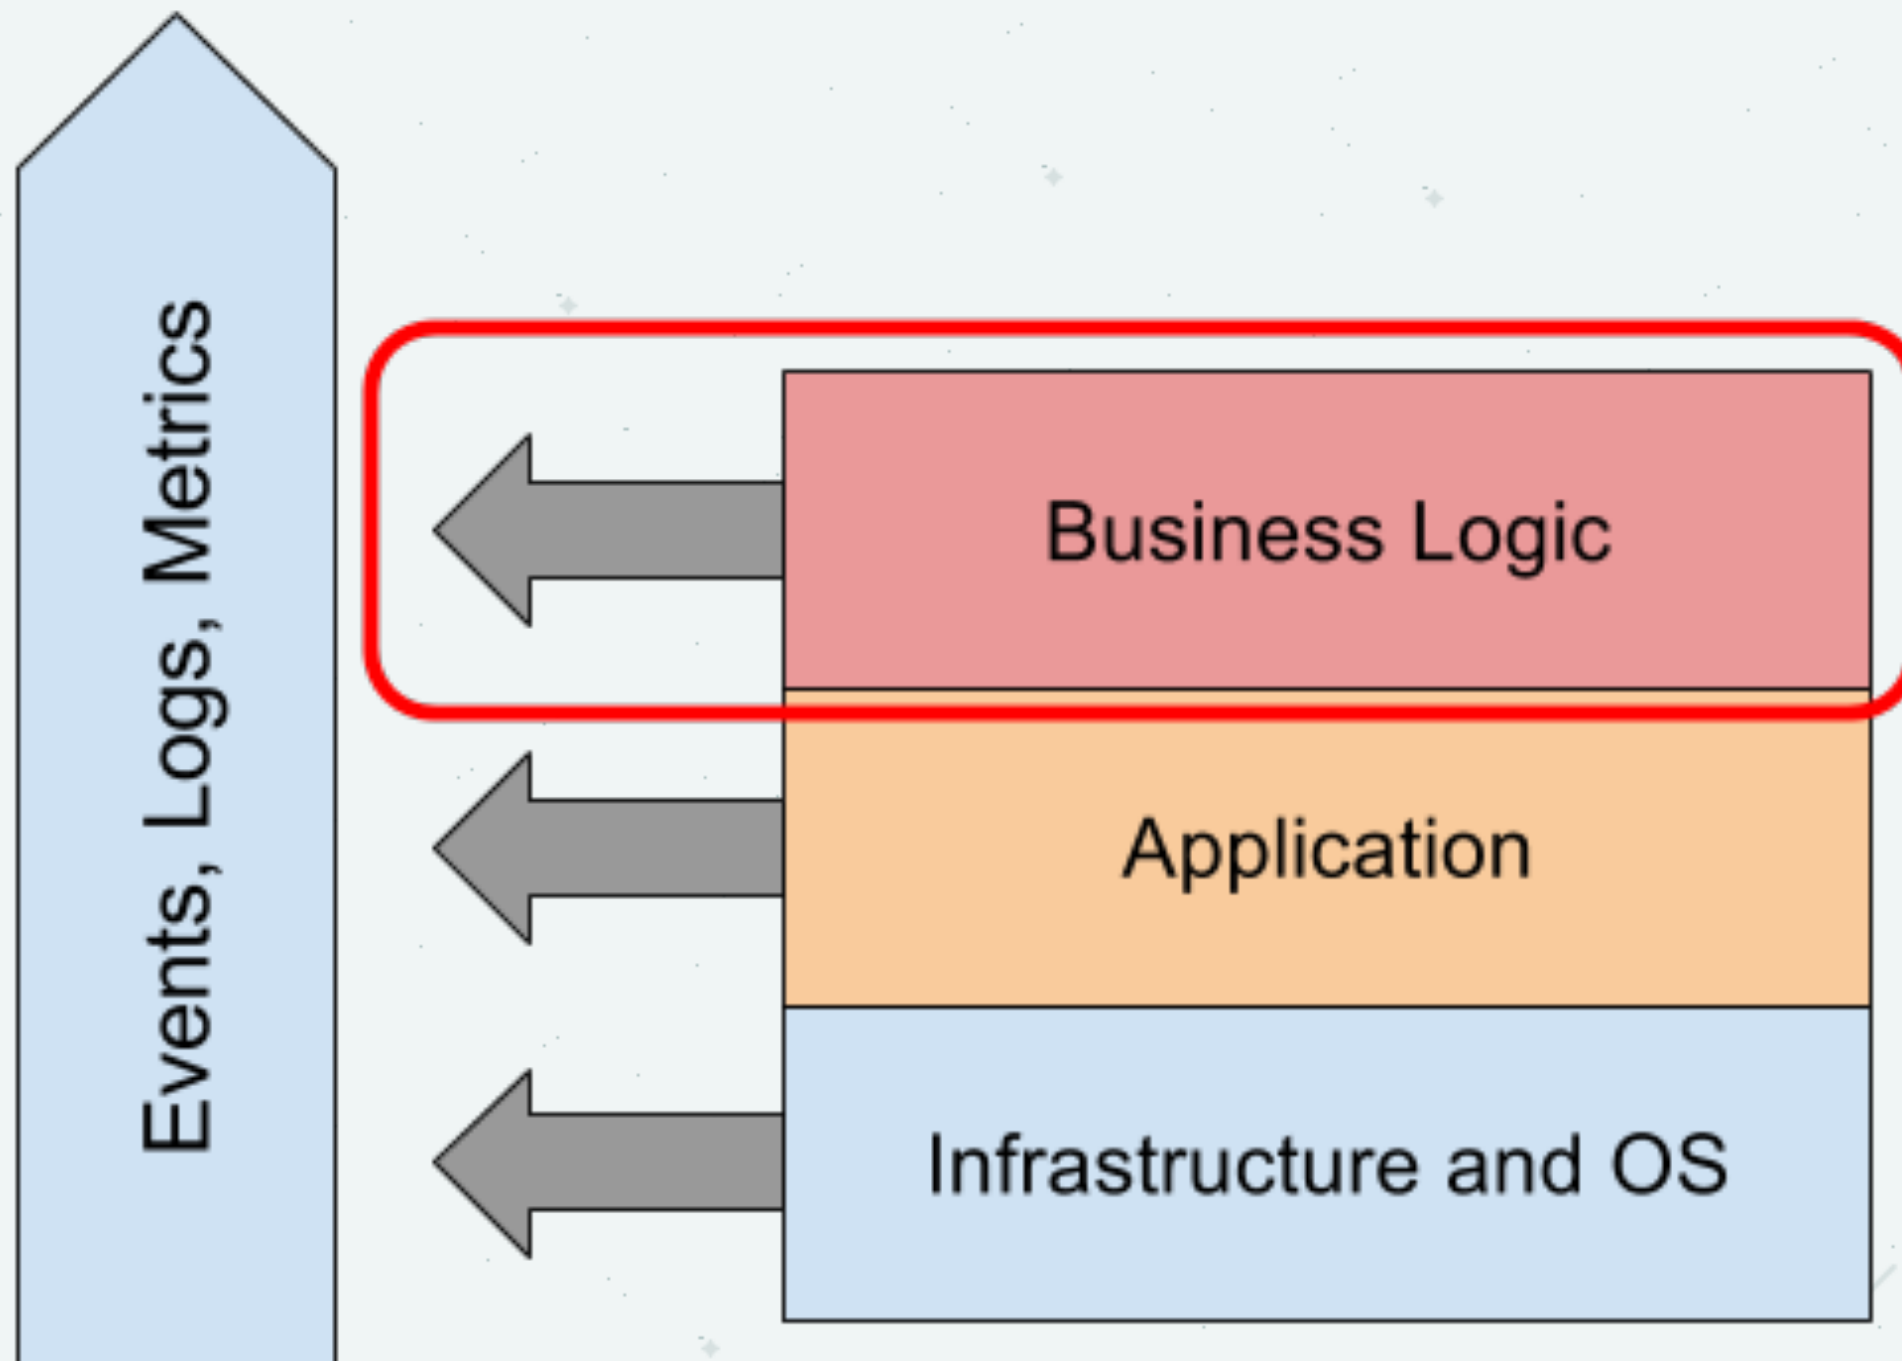 Events, Logs, Metrics
Business Logic
Application
Infrastructure and OS